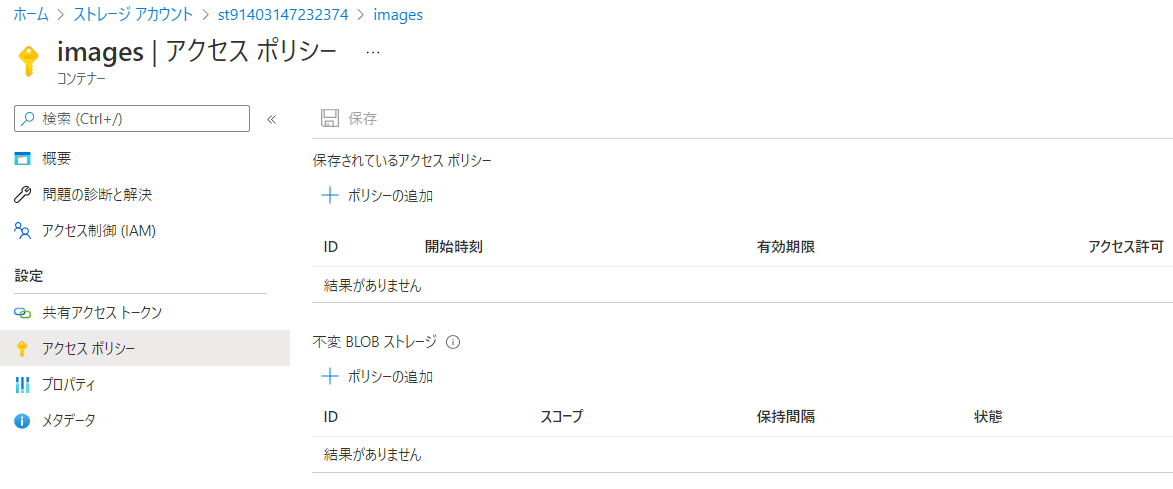 ホーム > ストレージ アカウント > st91403147232374 > images
images | アクセス ポリシー ...
コンテナー
検索 (Ctrl+/) «
概要
問題の診断と解決
アクセス制御 (IAM)
設定
共有アクセス トークン
アクセス ポリシー
プロパティ
メタデータ
保存
保存されているアクセス ポリシー
ポリシーの追加
ID 開始時刻 有効期限 アクセス許可
結果がありません
不変 BLOB ストレージ
ポリシーの追加
ID スコープ 保持間隔 状態
結果がありません